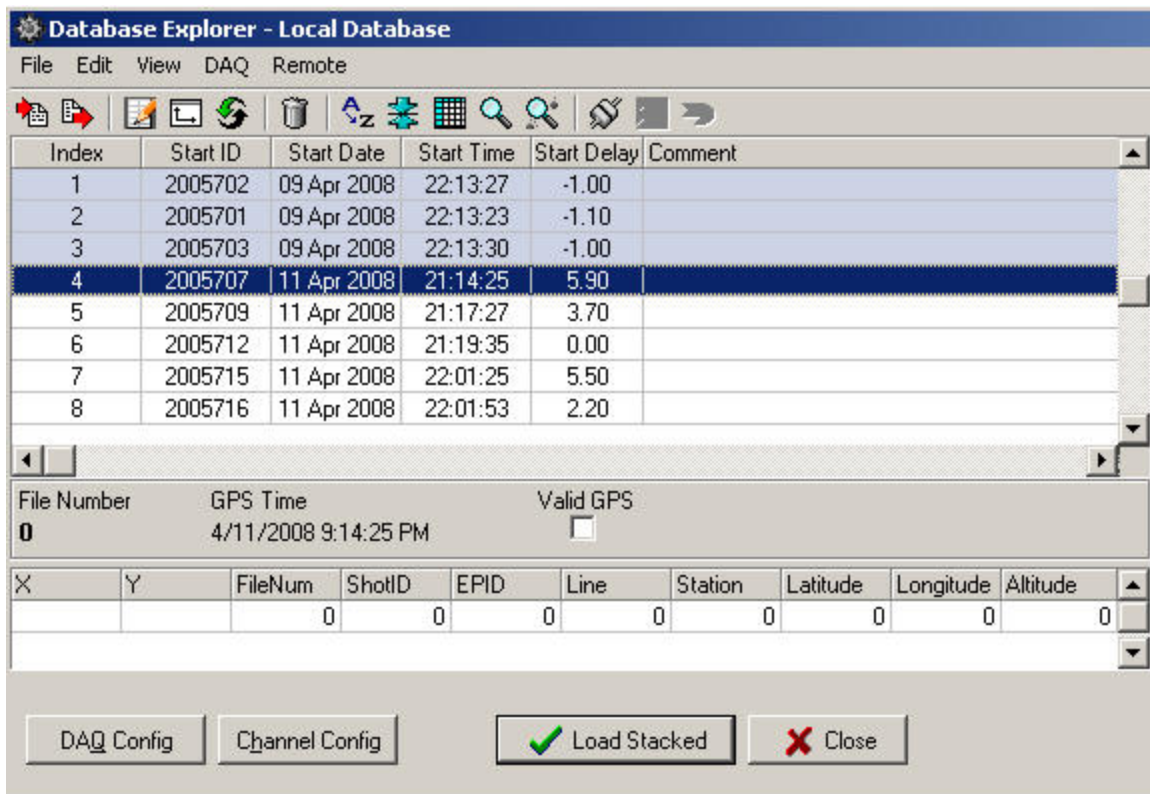 Database Explorer - Local Database
File Edit View DAQ Remote
Index Start ID Start Date Start Time Start Delay Comment
1 2005702 09 Apr 2008 22:13:27 -1.00
2 2005701 09 Apr 2008 22:13:23 -1.10
3 2005703 09 Apr 2008 22:13:30 -1.00
4 2005707 11 Apr 2008 21:14:25 5.90
5 2005709 11 Apr 2008 21:17:27 3.70
6 2005712 11 Apr 2008 21:19:35 0.00
7 2005715 11 Apr 2008 22:01:25 5.50
8 2005716 11 Apr 2008 22:01:53 2.20
File Number GPS Time Valid GPS
0 4/11/2008 9:14:25 PM
X Y FileNum ShotID EPID Line Station Latitude Longitude Altitude
0 0 0 0 0 0 0 0
DAQ Config Channel Config Load Stacked Close